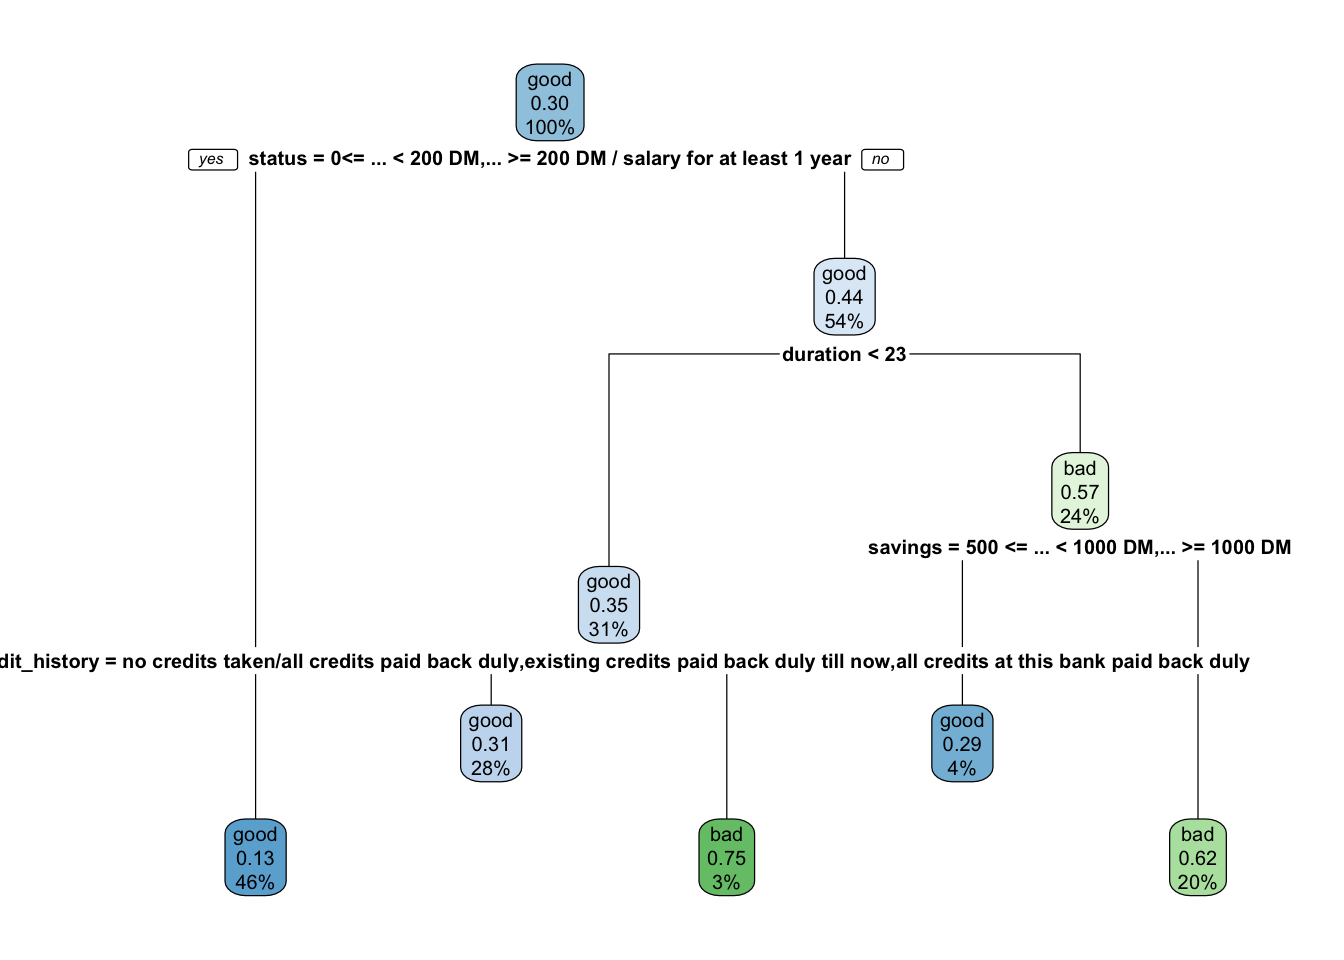 good
0.30
100%
yes
status = 0<= ... < 200 DM,... >= 200 DM / salary for at least 1 year
no
good
0.44
54%
duration < 23
bad
0.57
24%
savings = 500 <= ... < 1000 DM,... >= 1000 DM
good
0.35
31%
dit_history = no credits taken/all credits paid back duly,existing credits paid back duly till now,all credits at this bank paid back duly
good
0.31
28%
good
0.29
4%
good
0.13
46%
bad
0.75
3%
bad
0.62
20%